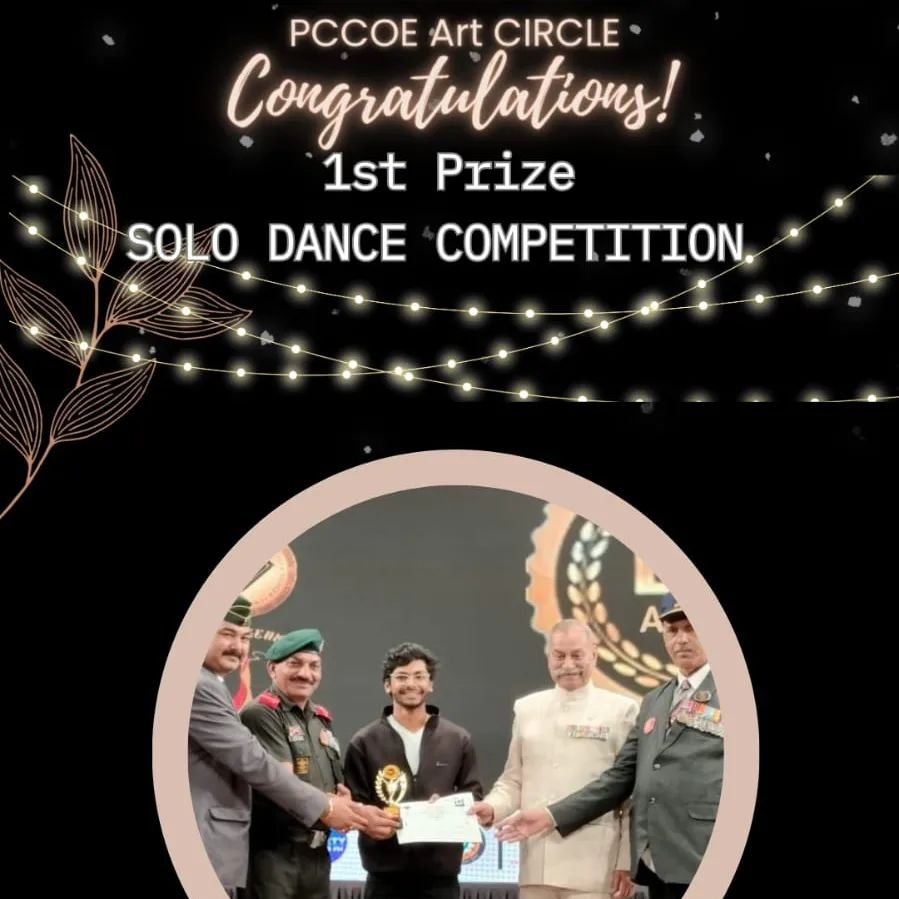 PCCOE Art CIRCLE
Congratulations!
1st Prize
SOLO DANCE COMPETITION